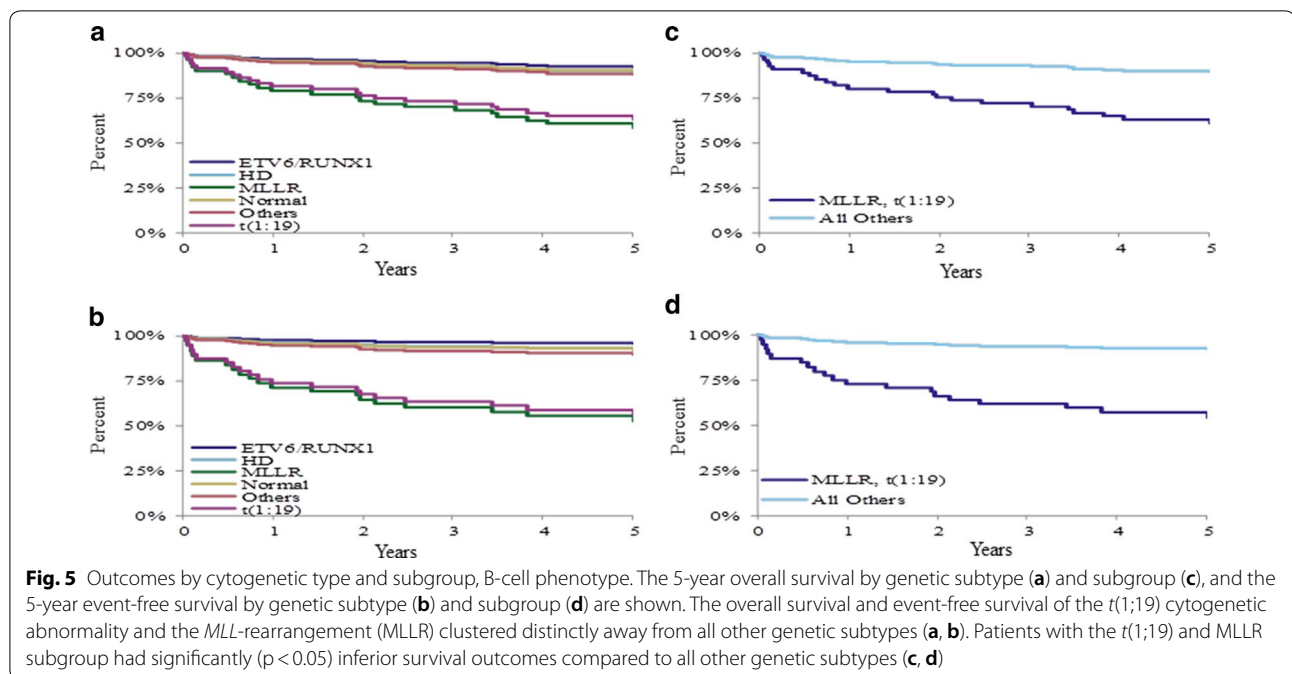 a
100%
75%
50%
25%
0%
Percent
ETV6/RUNX1
HD
MLLR
Normal
Others
t(1:19)
0 1 2 3 4 5
Years
c
100%
75%
50%
25%
0%
Percent
MLLR, t(1:19)
All Others
0 1 2 3 4 5
Years
b
100%
75%
50%
25%
0%
Percent
ETV6/RUNX1
HD
MLLR
Normal
Others
t(1:19)
0 1 2 3 4 5
Years
d
100%
75%
50%
25%
0%
Percent
MLLR, t(1:19)
All Others
0 1 2 3 4 5
Years
Fig. 5 Outcomes by cytogenetic type and subgroup, B-cell phenotype. The 5-year overall survival by genetic subtype (a) and subgroup (c), and the
5-year event-free survival by genetic subtype (b) and subgroup (d) are shown. The overall survival and event-free survival of the t(1;19) cytogenetic
abnormality and the MLL-rearrangement (MLLR) clustered distinctly away from all other genetic subtypes (a, b). Patients with the t(1;19) and MLLR
subgroup had significantly (p < 0.05) inferior survival outcomes compared to all other genetic subtypes (c, d)